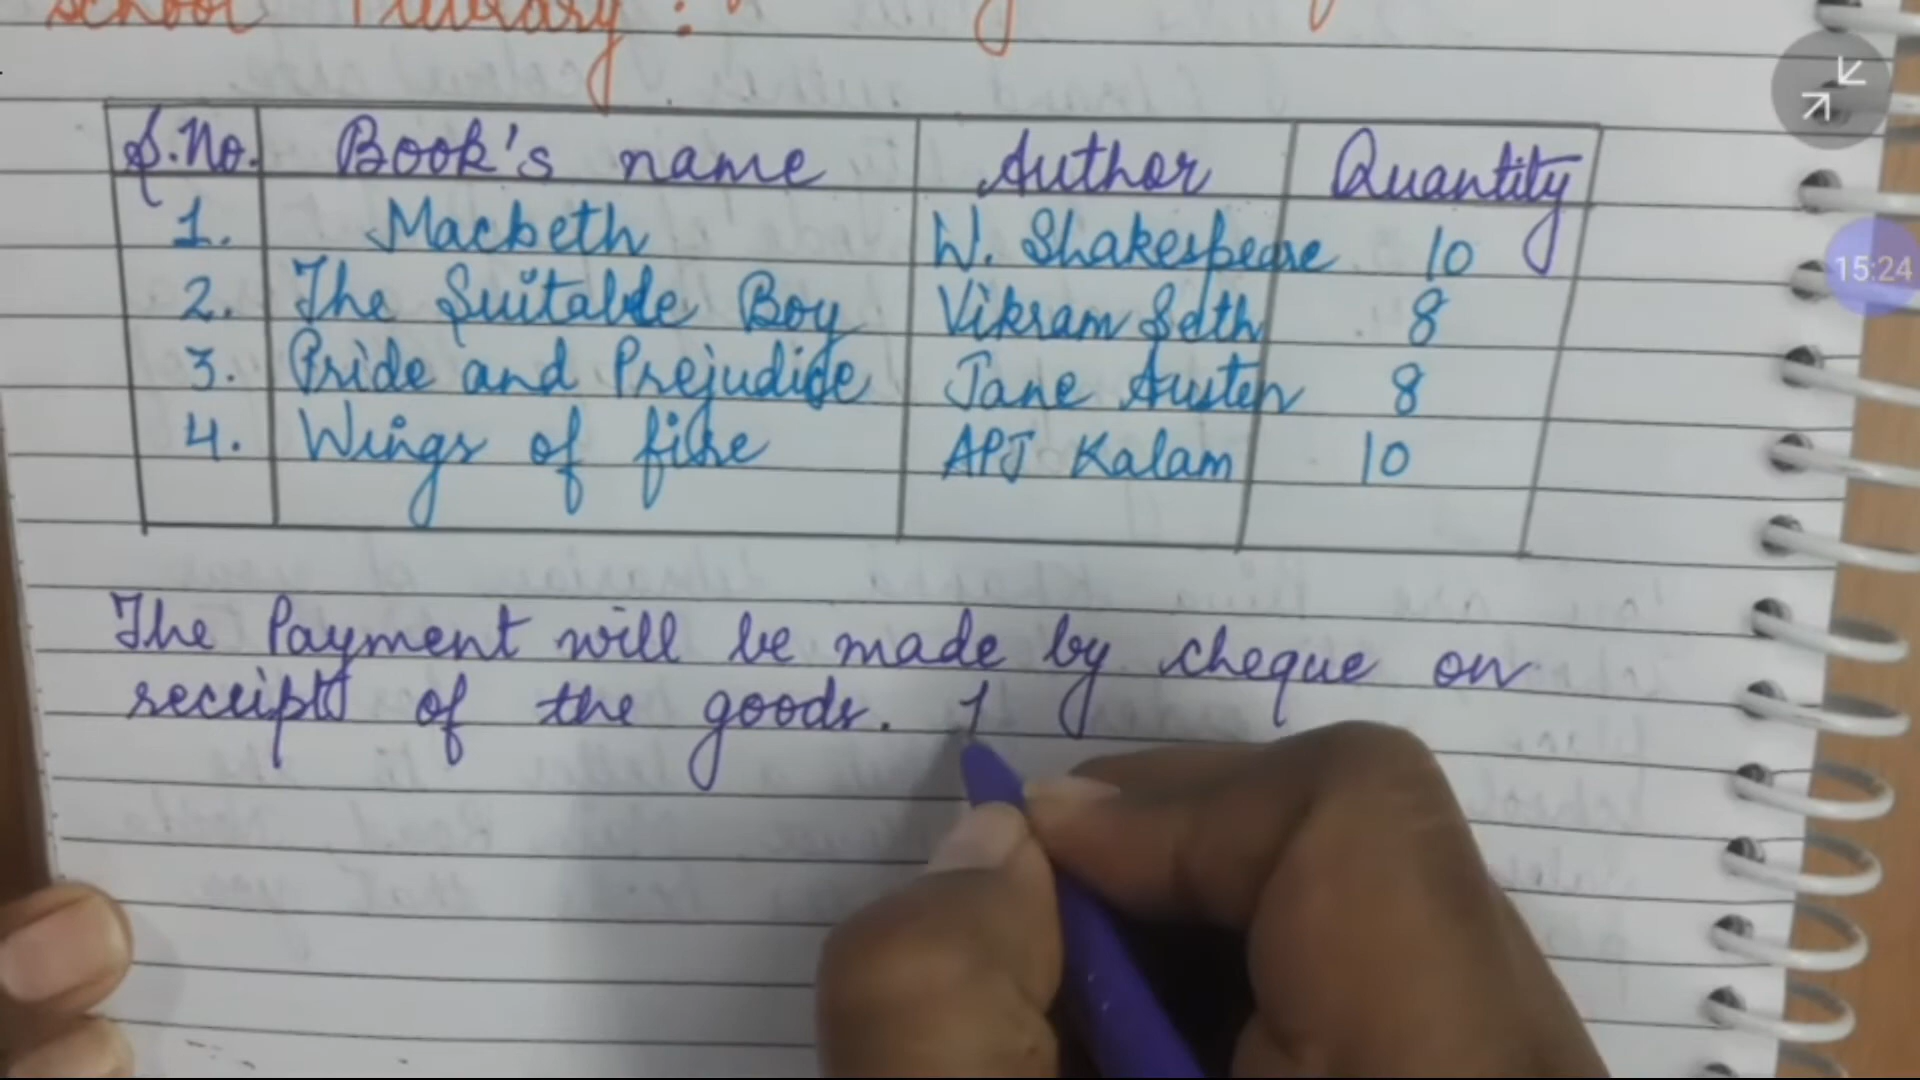 school library :
S.No. Book's name Author Quantity
1. Macbeth W. Shakespeare 10
2. The Suitable Boy Vikram Seth 8
3. Pride and Prejudice Jane Austen 8
4. Wings of fire APJ Kalam 10
The Payment will be made by cheque on
receipt of the goods. I
15:24